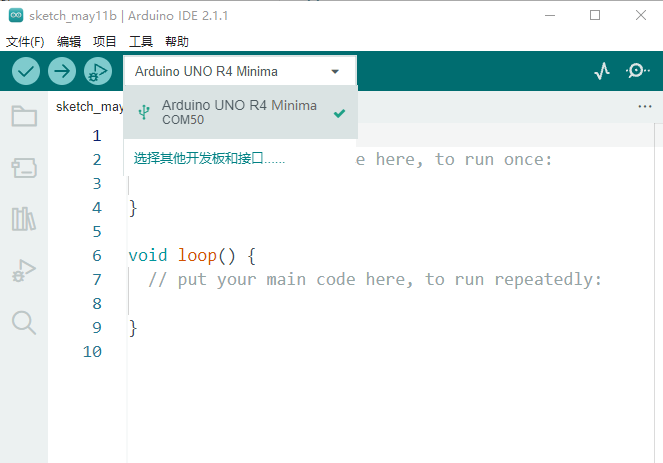 sketch_may11b | Arduino IDE 2.1.1
文件(F) 编辑 项目 工具 帮助
Arduino UNO R4 Minima
Arduino UNO R4 Minima
COM50
选择其他开发板和接口......
sketch_may
1
2 e here, to run once:
3
4 }
5
6 void loop() {
7 // put your main code here, to run repeatedly:
8
9 }
10